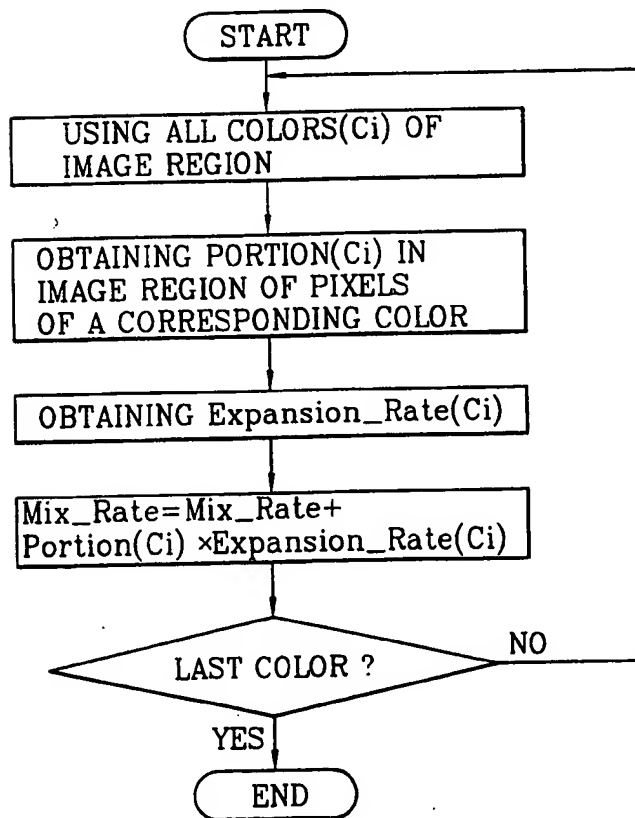 START
USING ALL COLORS(Ci) OF
IMAGE REGION
OBTAINING PORTION(Ci) IN
IMAGE REGION OF PIXELS
OF A CORRESPONDING COLOR
OBTAINING Expansion_Rate(Ci)
Mix_Rate=Mix_Rate+
Portion(Ci) ×Expansion_Rate(Ci)
LAST COLOR ?
NO
YES
END